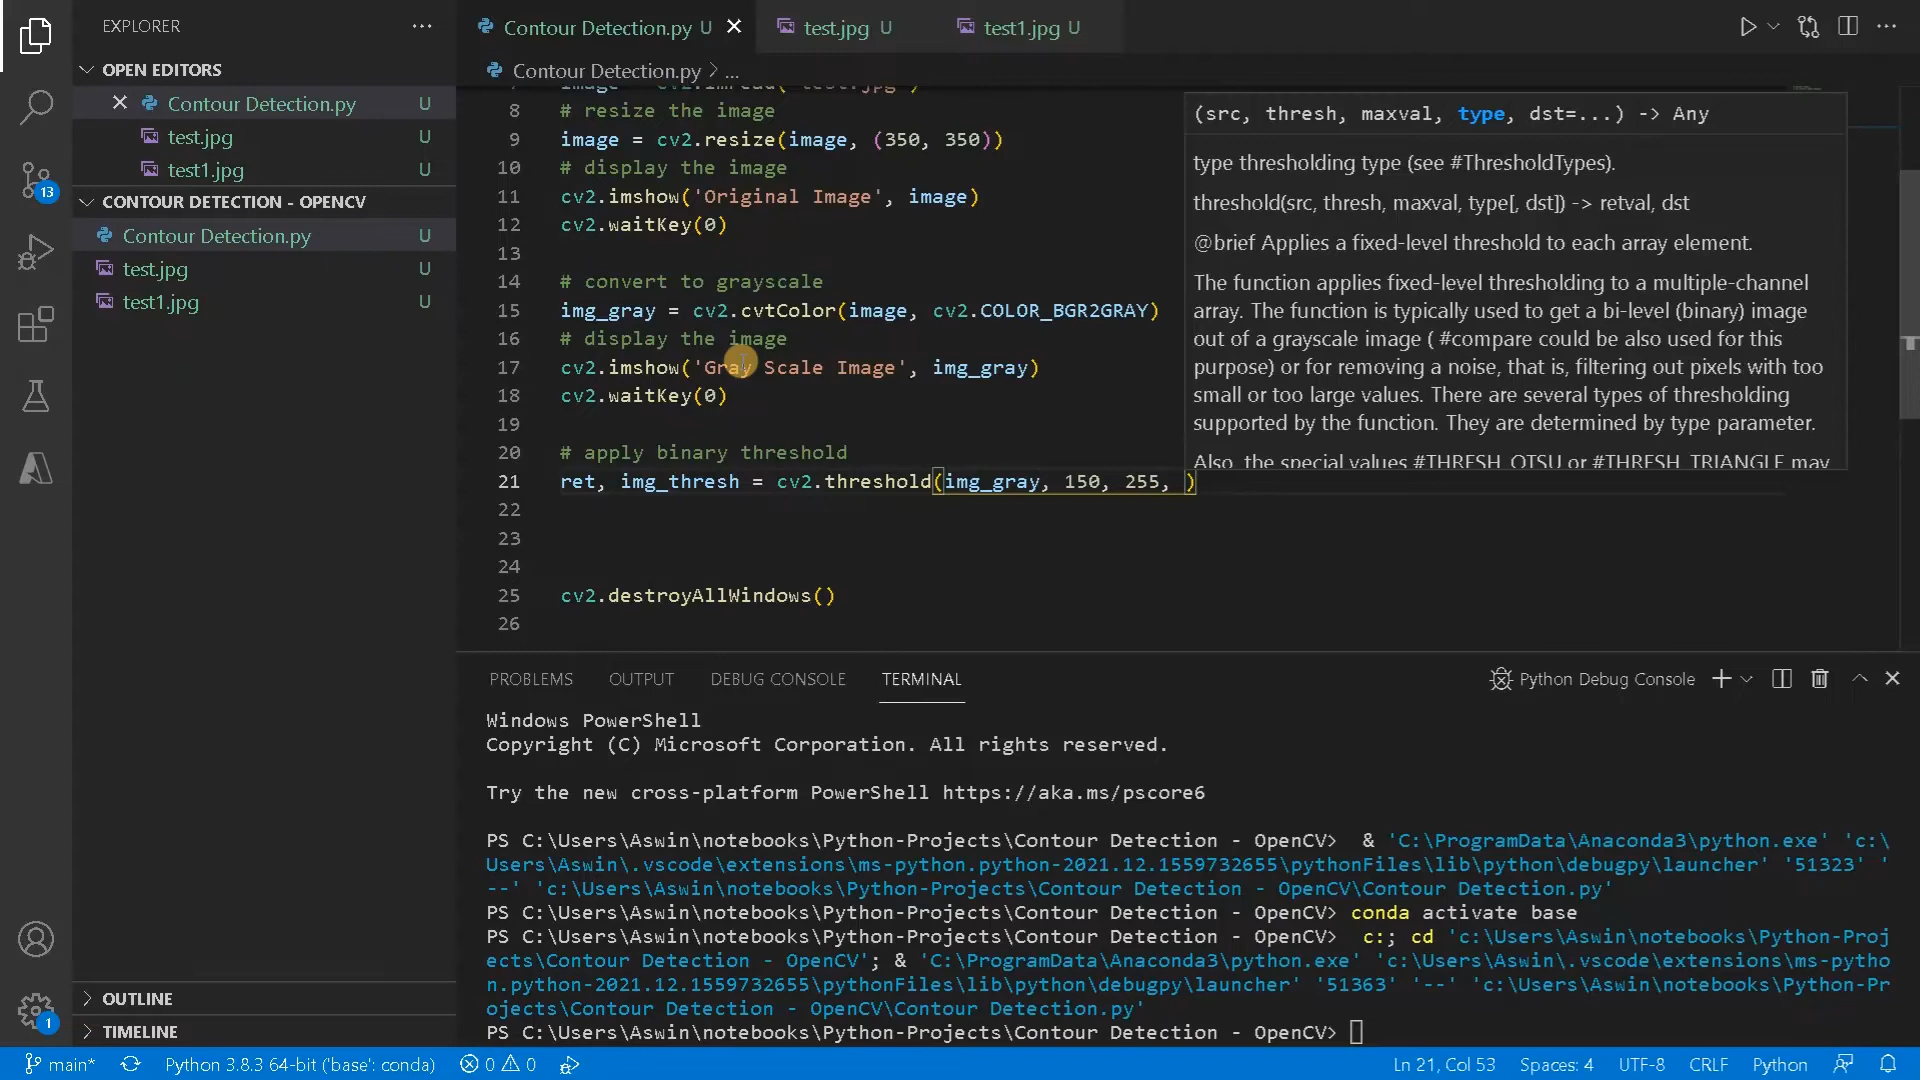 EXPLORER
OPEN EDITORS
Contour Detection.py U
test.jpg U
test1.jpg U
CONTOUR DETECTION - OPENCV
Contour Detection.py U
test.jpg U
test1.jpg U
OUTLINE
TIMELINE
13
1
Contour Detection.py U
test.jpg U
test1.jpg U
Contour Detection.py > ...
8 # resize the image
9 image = cv2.resize(image, (350, 350))
10 # display the image
11 cv2.imshow('Original Image', image)
12 cv2.waitKey(0)
13
14 # convert to grayscale
15 img_gray = cv2.cvtColor(image, cv2.COLOR_BGR2GRAY)
16 # display the image
17 cv2.imshow('Gray Scale Image', img_gray)
18 cv2.waitKey(0)
19
20 # apply binary threshold
21 ret, img_thresh = cv2.threshold(img_gray, 150, 255, )
22
23
24
25 cv2.destroyAllWindows()
26
(src, thresh, maxval, type, dst=...) -> Any
type thresholding type (see #ThresholdTypes).
threshold(src, thresh, maxval, type[, dst]) -> retval, dst
@brief Applies a fixed-level threshold to each array element.
The function applies fixed-level thresholding to a multiple-channel
array. The function is typically used to get a bi-level (binary) image
out of a grayscale image ( #compare could be also used for this
purpose) or for removing a noise, that is, filtering out pixels with too
small or too large values. There are several types of thresholding
supported by the function. They are determined by type parameter.
Also, the special values #THRESH_OTSU or #THRESH_TRIANGLE may
PROBLEMS OUTPUT DEBUG CONSOLE TERMINAL
Python Debug Console
Windows PowerShell
Copyright (C) Microsoft Corporation. All rights reserved.
Try the new cross-platform PowerShell https://aka.ms/pscore6
PS C:\Users\Aswin\notebooks\Python-Projects\Contour Detection - OpenCV>  & 'C:\ProgramData\Anaconda3\python.exe' 'c:\
Users\Aswin\.vscode\extensions\ms-python.python-2021.12.1559732655\pythonFiles\lib\python\debugpy\launcher' '51323' '
--' 'c:\Users\Aswin\notebooks\Python-Projects\Contour Detection - OpenCV\Contour Detection.py'
PS C:\Users\Aswin\notebooks\Python-Projects\Contour Detection - OpenCV> conda activate base
PS C:\Users\Aswin\notebooks\Python-Projects\Contour Detection - OpenCV>  c:; cd 'c:\Users\Aswin\notebooks\Python-Proj
ects\Contour Detection - OpenCV'; & 'C:\ProgramData\Anaconda3\python.exe' 'c:\Users\Aswin\.vscode\extensions\ms-pytho
n.python-2021.12.1559732655\pythonFiles\lib\python\debugpy\launcher' '51363' '--' 'c:\Users\Aswin\notebooks\Python-Pr
ojects\Contour Detection - OpenCV\Contour Detection.py'
PS C:\Users\Aswin\notebooks\Python-Projects\Contour Detection - OpenCV>
main* Python 3.8.3 64-bit ('base': conda) 0 0 Ln 21, Col 53 Spaces: 4 UTF-8 CRLF Python